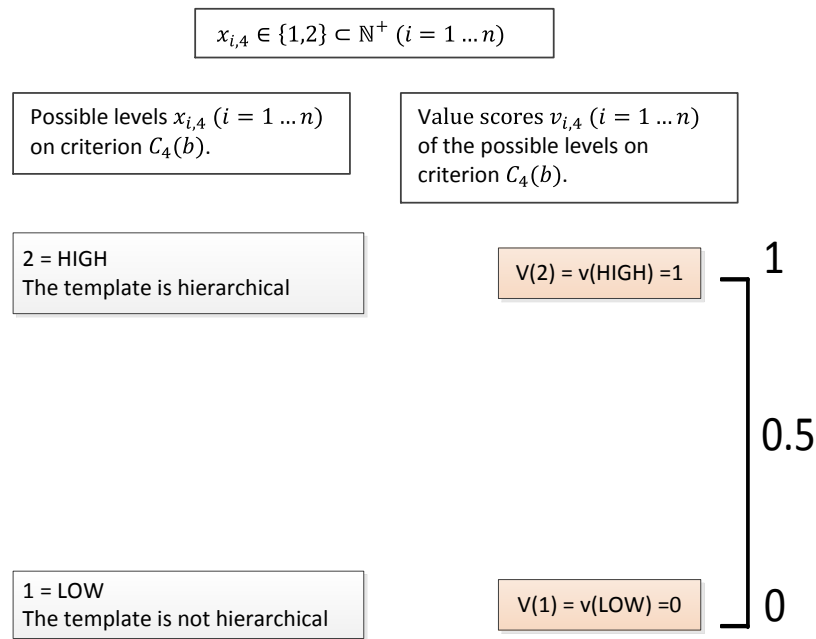 x_{i,4} ∈ {1,2} ⊂ ℕ⁺ (i = 1 … n)
Possible levels x_{i,4} (i = 1 … n)
on criterion C₄(b).
Value scores v_{i,4} (i = 1 … n)
of the possible levels on
criterion C₄(b).
2 = HIGH
The template is hierarchical
V(2) = v(HIGH) =1
1
0.5
1 = LOW
The template is not hierarchical
V(1) = v(LOW) =0
0